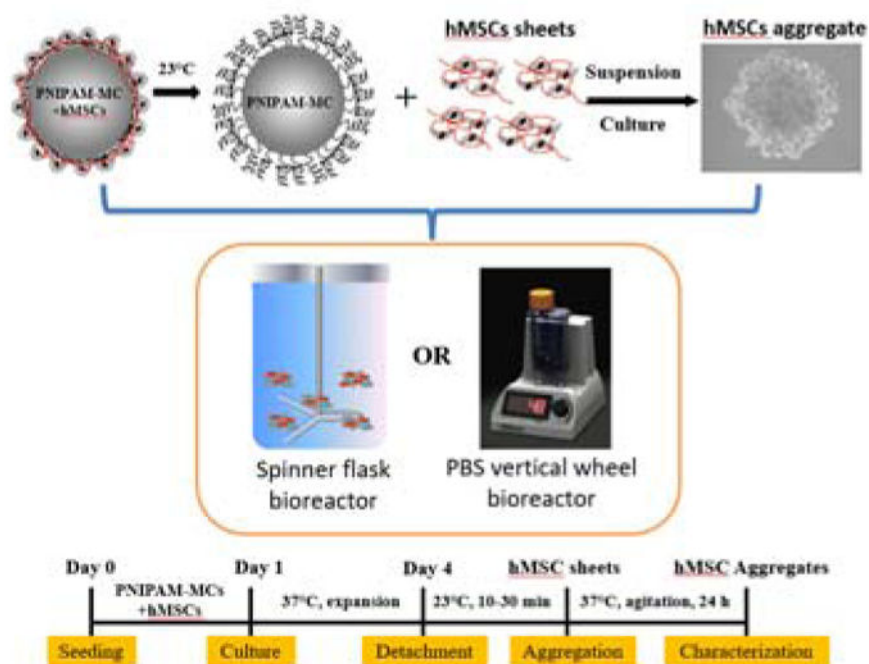 hMSCs sheets
hMSCs aggregate
23°C
PNIPAM-MC
+hMSCs
PNIPAM-MC
+
Suspension
Culture
OR
48
Spinner flask
bioreactor
PBS vertical wheel
bioreactor
Day 0
Day 1
Day 4
hMSC sheets
hMSC Aggregates
PNIPAM-MCs
+hMSCs
37°C, expansion
23°C, 10-30 min
37°C, agitation, 24 h
Seeding
Culture
Detachment
Aggregation
Characterization